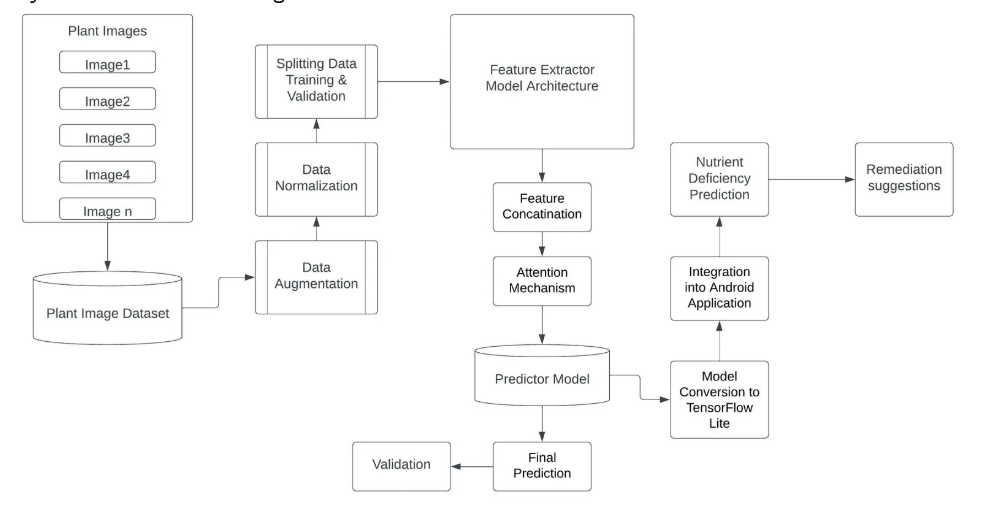 Plant Images
Image1
Image2
Image3
Image4
Image n
Plant Image Dataset
Data
Augmentation
Data
Normalization
Splitting Data
Training &
Validation
Feature Extractor
Model Architecture
Feature
Concatination
Attention
Mechanism
Predictor Model
Final
Prediction
Validation
Model
Conversion to
TensorFlow
Lite
Integration
into Android
Application
Nutrient
Deficiency
Prediction
Remediation
suggestions